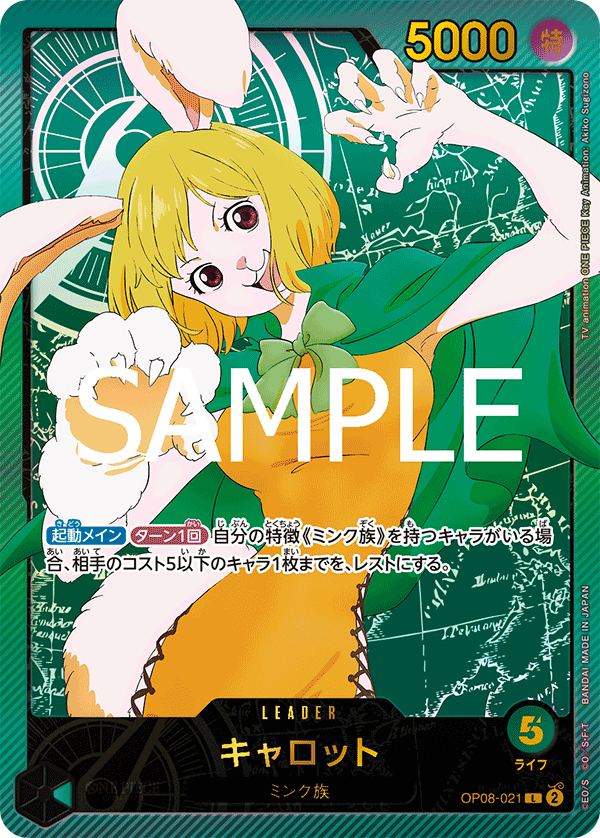 5000
特
TV animation ONE PIECE Key Animation: Akiko Sugizono
SAMPLE
起動メイン ターン1回 自分の特徴《ミンク族》を持つキャラがいる場
合、相手のコスト5以下のキャラ1枚までを、レストにする。
LEADER
キャロット
ミンク族
5
ライフ
ONE PIECE
OP08-021 L 2
©E.O/S ©O/S・F・T BANDAI MADE IN JAPAN